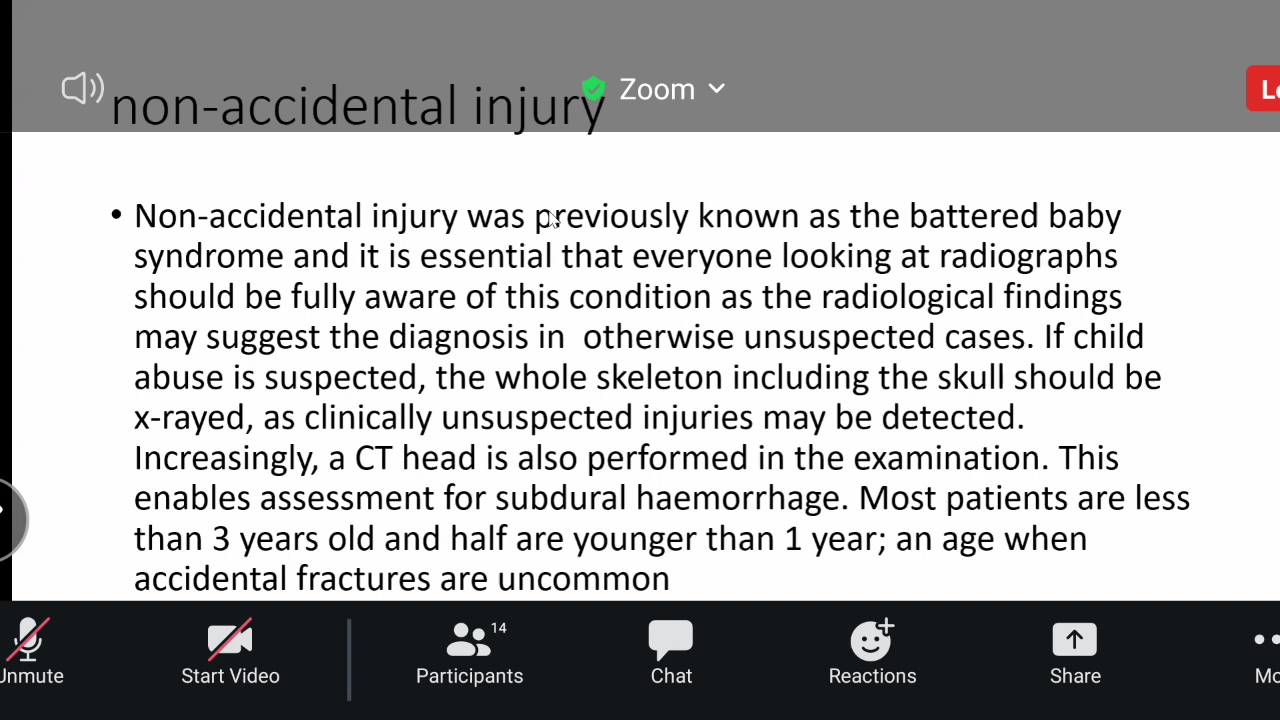 Zoom
Le
non-accidental injury
• Non-accidental injury was previously known as the battered baby
syndrome and it is essential that everyone looking at radiographs
should be fully aware of this condition as the radiological findings
may suggest the diagnosis in  otherwise unsuspected cases. If child
abuse is suspected, the whole skeleton including the skull should be
x-rayed, as clinically unsuspected injuries may be detected.
Increasingly, a CT head is also performed in the examination. This
enables assessment for subdural haemorrhage. Most patients are less
than 3 years old and half are younger than 1 year; an age when
accidental fractures are uncommon
14
Unmute Start Video Participants Chat Reactions Share Mo